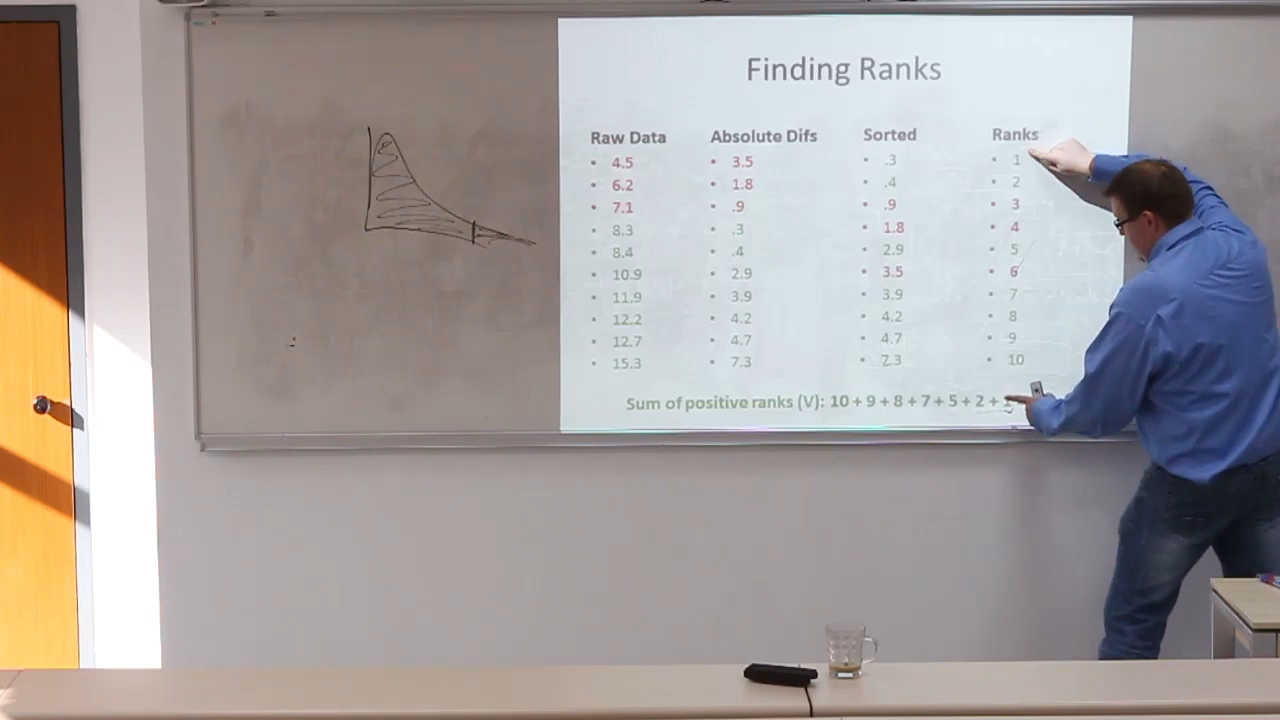 Finding Ranks
Raw Data Absolute Difs Sorted Ranks
• 4.5 • 3.5 • .3 • 1
• 6.2 • 1.8 • .4 • 2
• 7.1 • .9 • .9 • 3
• 8.3 • .3 • 1.8 • 4
• 8.4 • .4 • 2.9 • 5
• 10.9 • 2.9 • 3.5 • 6
• 11.9 • 3.9 • 3.9 • 7
• 12.2 • 4.2 • 4.2 • 8
• 12.7 • 4.7 • 4.7 • 9
• 15.3 • 7.3 • 7.3 • 10
Sum of positive ranks (V): 10 + 9 + 8 + 7 + 5 + 2 + 1